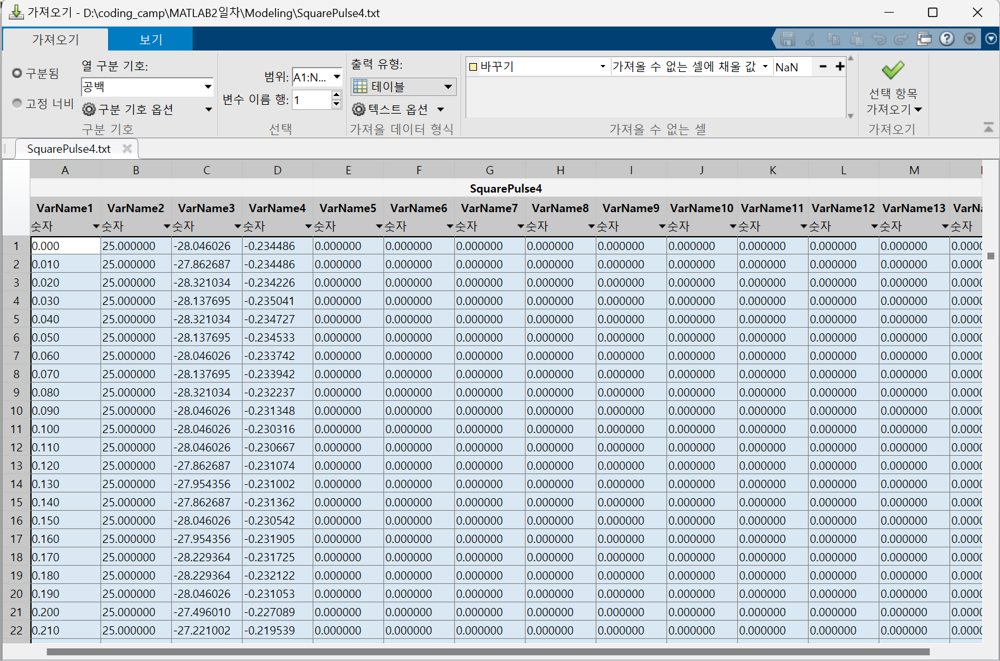 가져오기 - D:\coding_camp\MATLAB2일차\Modeling\SquarePulse4.txt
가져오기 보기
구분됨
고정 너비
열 구분 기호:
공백
구분 기호 옵션
구분 기호
범위: A1:N...
변수 이름 행: 1
선택
출력 유형:
테이블
텍스트 옵션
가져올 데이터 형식
바꾸기 가져올 수 없는 셀에 채울 값 NaN - +
가져올 수 없는 셀
선택 항목
가져오기
가져오기
SquarePulse4.txt
A B C D E F G H I J K L M
SquarePulse4
VarName1 VarName2 VarName3 VarName4 VarName5 VarName6 VarName7 VarName8 VarName9 VarName10 VarName11 VarName12 VarName13
숫자 숫자 숫자 숫자 숫자 숫자 숫자 숫자 숫자 숫자 숫자 숫자 숫자 숫자
1 0.000 25.000000 -28.046026 -0.234486 0.000000 0.000000 0.000000 0.000000 0.000000 0.000000 0.000000 0.000000 0.000000 0.000
2 0.010 25.000000 -27.862687 -0.234486 0.000000 0.000000 0.000000 0.000000 0.000000 0.000000 0.000000 0.000000 0.000000 0.000
3 0.020 25.000000 -28.321034 -0.234226 0.000000 0.000000 0.000000 0.000000 0.000000 0.000000 0.000000 0.000000 0.000000 0.000
4 0.030 25.000000 -28.137695 -0.235041 0.000000 0.000000 0.000000 0.000000 0.000000 0.000000 0.000000 0.000000 0.000000 0.000
5 0.040 25.000000 -28.321034 -0.234727 0.000000 0.000000 0.000000 0.000000 0.000000 0.000000 0.000000 0.000000 0.000000 0.000
6 0.050 25.000000 -28.137695 -0.234533 0.000000 0.000000 0.000000 0.000000 0.000000 0.000000 0.000000 0.000000 0.000000 0.000
7 0.060 25.000000 -28.046026 -0.233742 0.000000 0.000000 0.000000 0.000000 0.000000 0.000000 0.000000 0.000000 0.000000 0.000
8 0.070 25.000000 -28.137695 -0.233942 0.000000 0.000000 0.000000 0.000000 0.000000 0.000000 0.000000 0.000000 0.000000 0.000
9 0.080 25.000000 -28.321034 -0.232237 0.000000 0.000000 0.000000 0.000000 0.000000 0.000000 0.000000 0.000000 0.000000 0.000
10 0.090 25.000000 -28.046026 -0.231348 0.000000 0.000000 0.000000 0.000000 0.000000 0.000000 0.000000 0.000000 0.000000 0.000
11 0.100 25.000000 -28.046026 -0.230316 0.000000 0.000000 0.000000 0.000000 0.000000 0.000000 0.000000 0.000000 0.000000 0.000
12 0.110 25.000000 -28.046026 -0.230667 0.000000 0.000000 0.000000 0.000000 0.000000 0.000000 0.000000 0.000000 0.000000 0.000
13 0.120 25.000000 -27.862687 -0.231074 0.000000 0.000000 0.000000 0.000000 0.000000 0.000000 0.000000 0.000000 0.000000 0.000
14 0.130 25.000000 -27.954356 -0.231002 0.000000 0.000000 0.000000 0.000000 0.000000 0.000000 0.000000 0.000000 0.000000 0.000
15 0.140 25.000000 -27.862687 -0.231362 0.000000 0.000000 0.000000 0.000000 0.000000 0.000000 0.000000 0.000000 0.000000 0.000
16 0.150 25.000000 -28.046026 -0.230542 0.000000 0.000000 0.000000 0.000000 0.000000 0.000000 0.000000 0.000000 0.000000 0.000
17 0.160 25.000000 -27.954356 -0.231905 0.000000 0.000000 0.000000 0.000000 0.000000 0.000000 0.000000 0.000000 0.000000 0.000
18 0.170 25.000000 -28.229364 -0.231725 0.000000 0.000000 0.000000 0.000000 0.000000 0.000000 0.000000 0.000000 0.000000 0.000
19 0.180 25.000000 -28.229364 -0.232122 0.000000 0.000000 0.000000 0.000000 0.000000 0.000000 0.000000 0.000000 0.000000 0.000
20 0.190 25.000000 -28.046026 -0.231053 0.000000 0.000000 0.000000 0.000000 0.000000 0.000000 0.000000 0.000000 0.000000 0.000
21 0.200 25.000000 -27.496010 -0.227089 0.000000 0.000000 0.000000 0.000000 0.000000 0.000000 0.000000 0.000000 0.000000 0.000
22 0.210 25.000000 -27.221002 -0.219539 0.000000 0.000000 0.000000 0.000000 0.000000 0.000000 0.000000 0.000000 0.000000 0.000